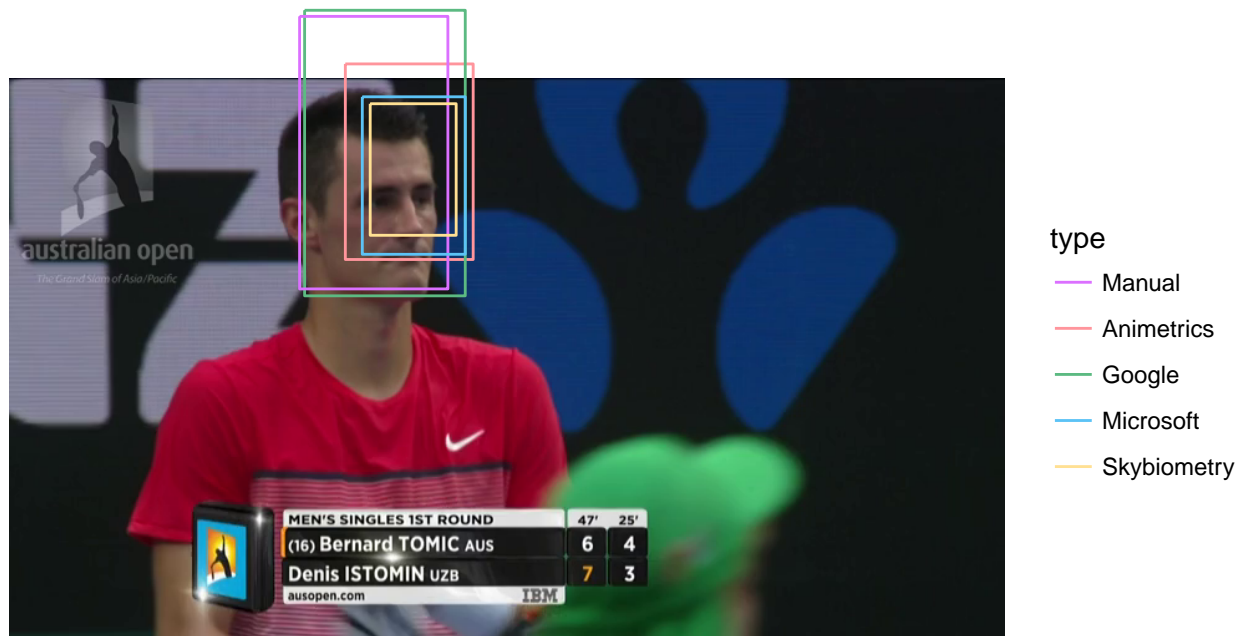 australian open
The Grand Slam of Asia/Pacific
type
Manual
Animetrics
Google
Microsoft
Skybiometry
MEN'S SINGLES 1ST ROUND 47' 25'
(16) Bernard TOMIC AUS 6 4
Denis ISTOMIN UZB 7 3
ausopen.com IBM